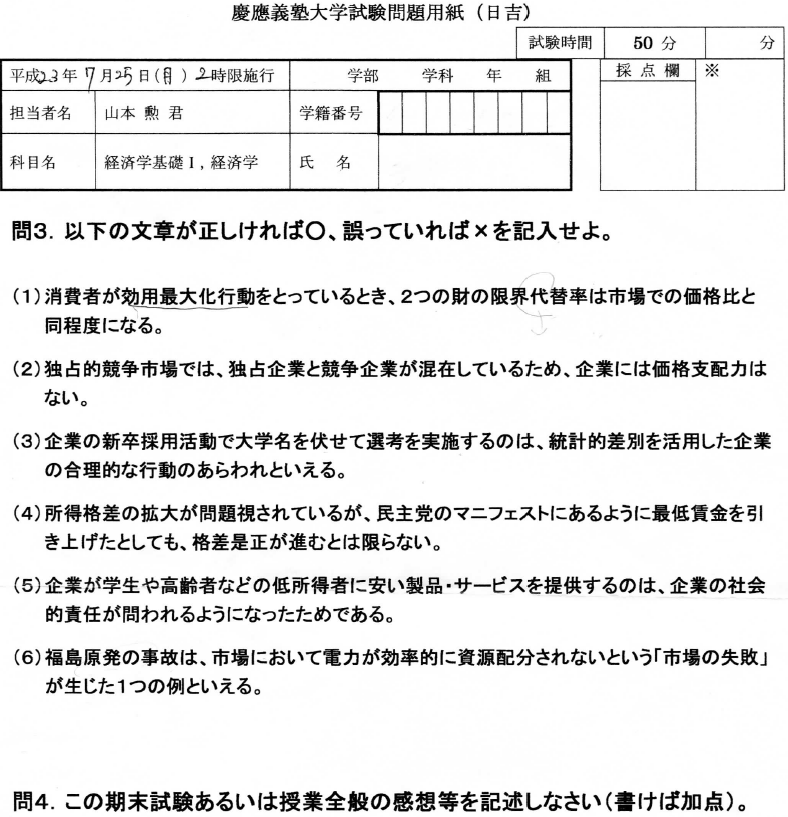 慶應義塾大学試験問題用紙（日吉）
試験時間 50 分 分
平成23年 7月25日（月）2時限施行 学部 学科 年 組 採点欄 ※
担当者名 山本 勲 君 学籍番号
科目名 経済学基礎Ⅰ, 経済学 氏 名
問3. 以下の文章が正しければ〇、誤っていれば×を記入せよ。
(1)消費者が効用最大化行動をとっているとき、2つの財の限界代替率は市場での価格比と
同程度になる。
(2)独占的競争市場では、独占企業と競争企業が混在しているため、企業には価格支配力は
ない。
(3)企業の新卒採用活動で大学名を伏せて選考を実施するのは、統計的差別を活用した企業
の合理的な行動のあらわれといえる。
(4)所得格差の拡大が問題視されているが、民主党のマニフェストにあるように最低賃金を引
き上げたとしても、格差是正が進むとは限らない。
(5)企業が学生や高齢者などの低所得者に安い製品・サービスを提供するのは、企業の社会
的責任が問われるようになったためである。
(6)福島原発の事故は、市場において電力が効率的に資源配分されないという「市場の失敗」
が生じた1つの例といえる。
問4. この期末試験あるいは授業全般の感想等を記述しなさい(書けば加点)。